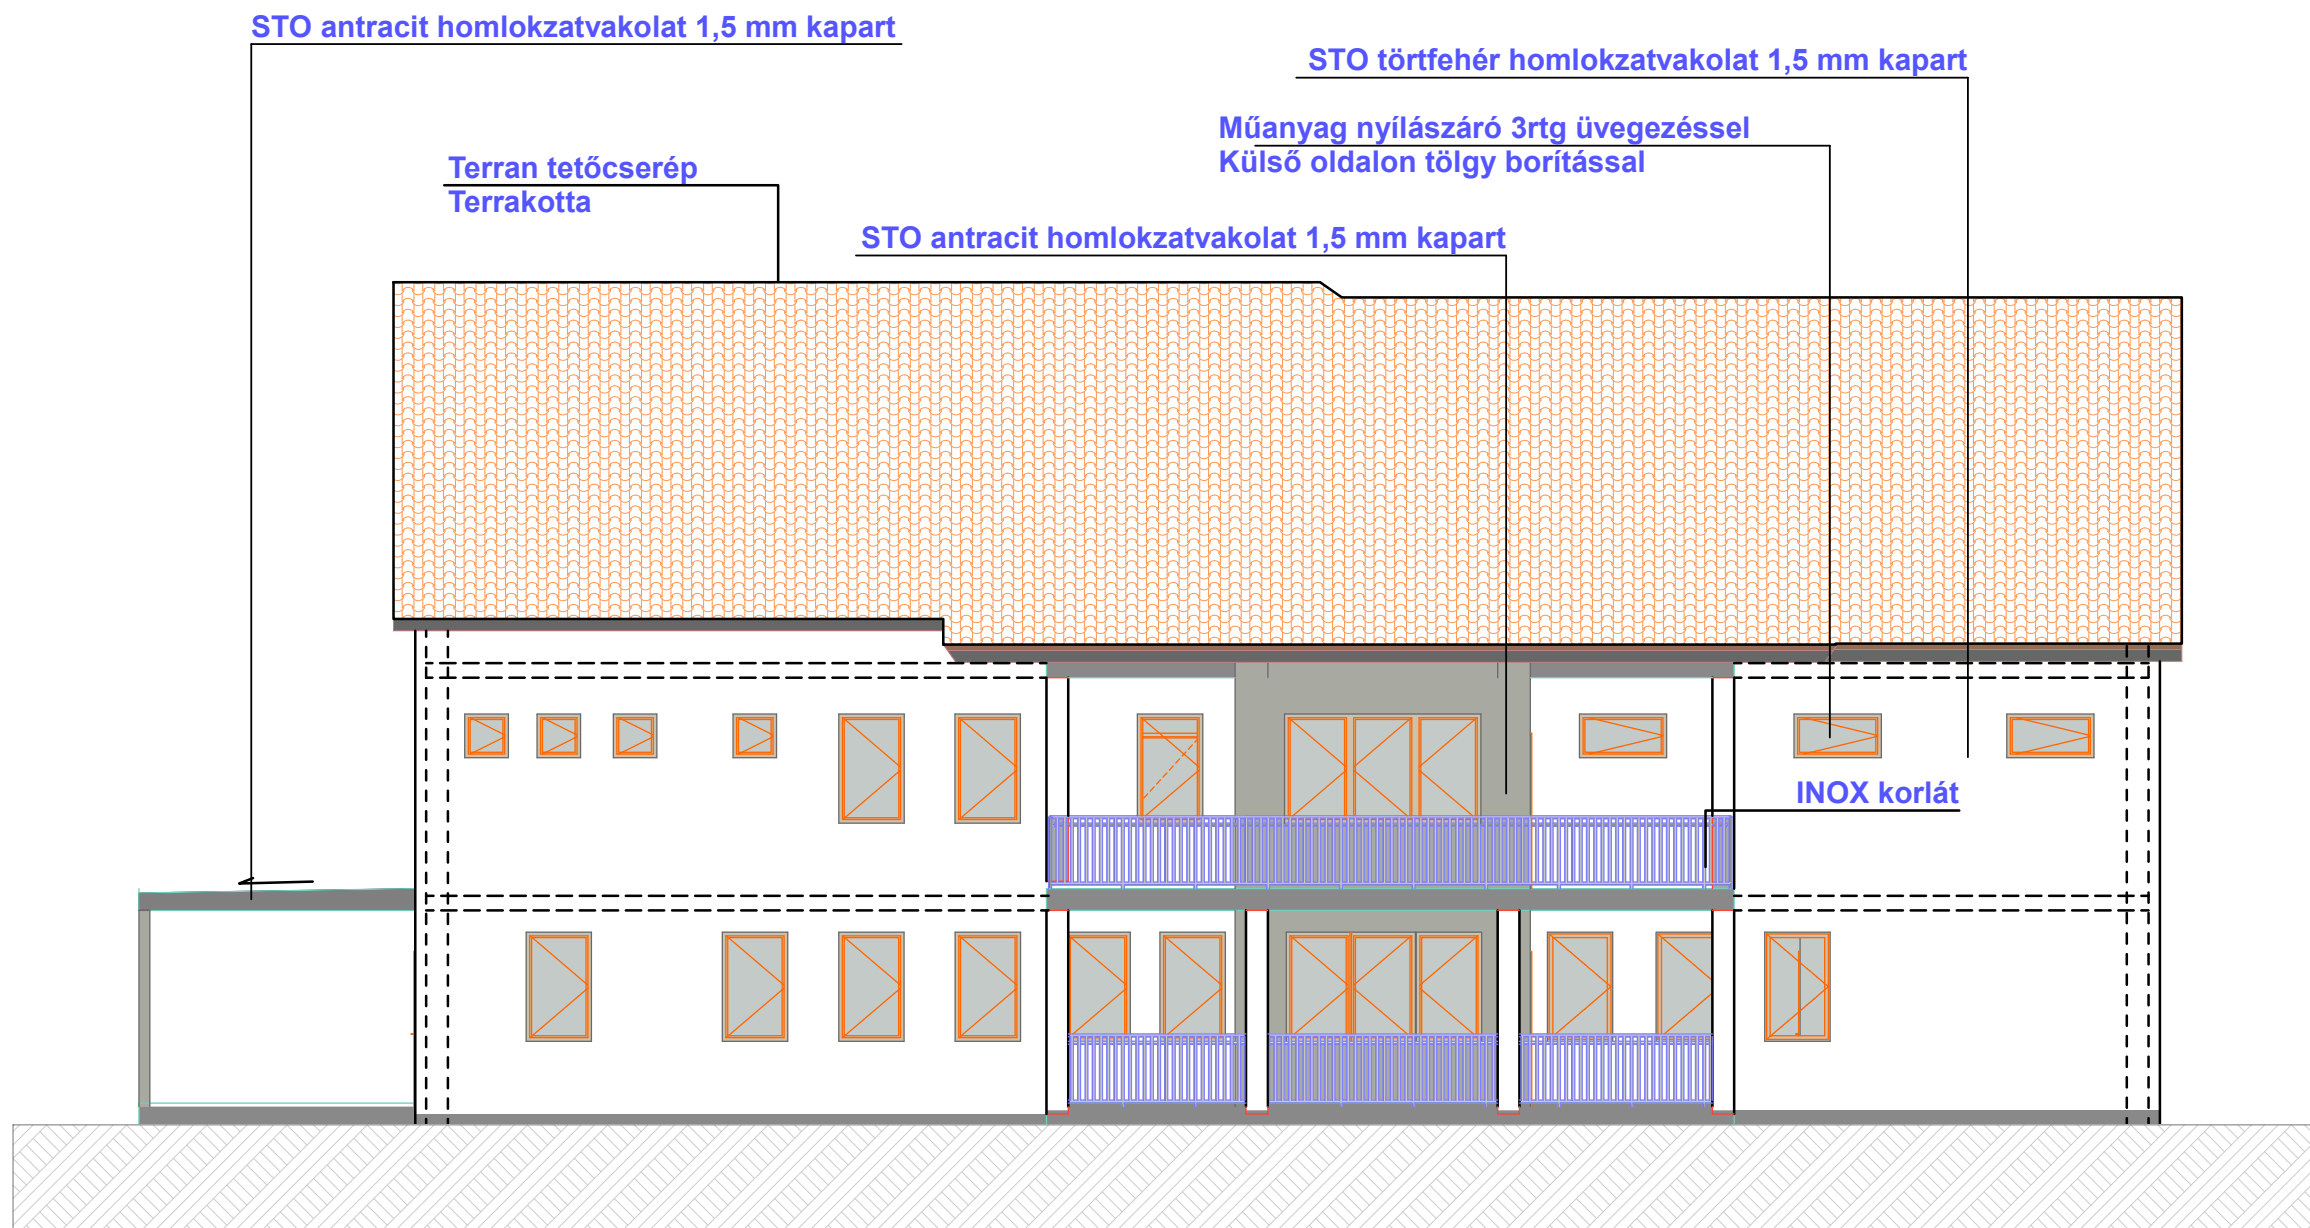 STO antracit homlokzatvakolat 1,5 mm kapart
STO törtfehér homlokzatvakolat 1,5 mm kapart
Műanyag nyílászáró 3rtg üvegezéssel
Külső oldalon tölgy borítással
Terran tetőcserép
Terrakotta
STO antracit homlokzatvakolat 1,5 mm kapart
INOX korlát